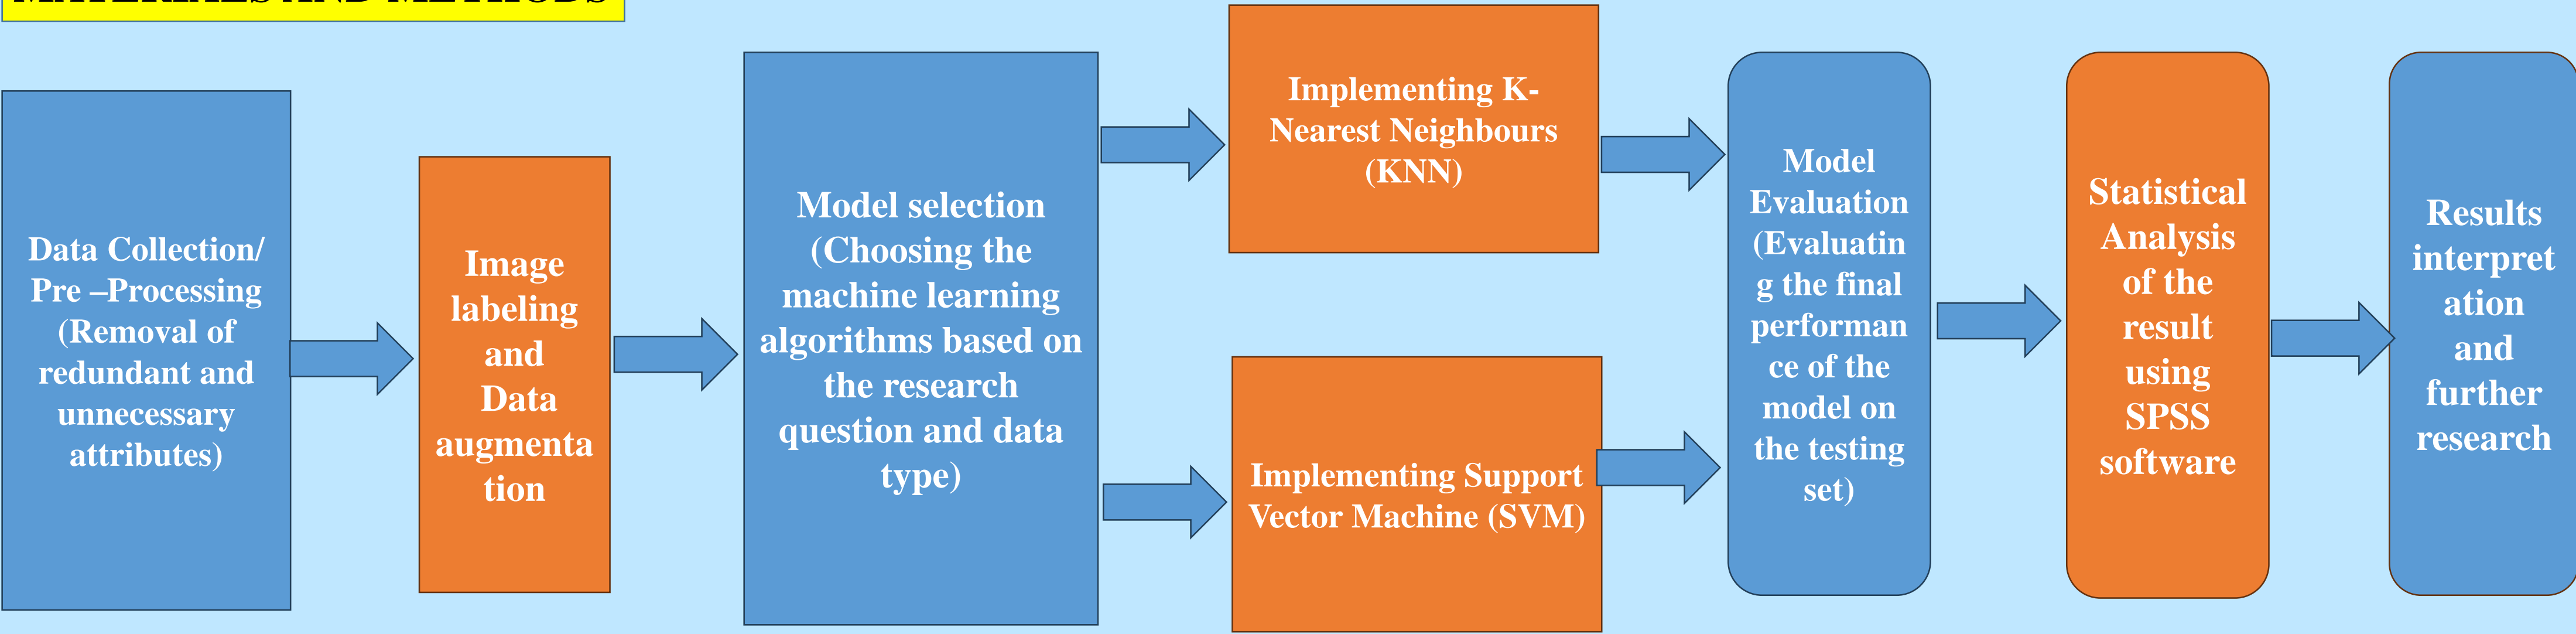 MATERIALS AND METHODS
Data Collection/
Pre –Processing
(Removal of
redundant and
unnecessary
attributes)
Image
labeling
and
Data
augmenta
tion
Model selection
(Choosing the
machine learning
algorithms based on
the research
question and data
type)
Implementing K-
Nearest Neighbours
(KNN)
Implementing Support
Vector Machine (SVM)
Model
Evaluation
(Evaluatin
g the final
performan
ce of the
model on
the testing
set)
Statistical
Analysis
of the
result
using
SPSS
software
Results
interpret
ation
and
further
research